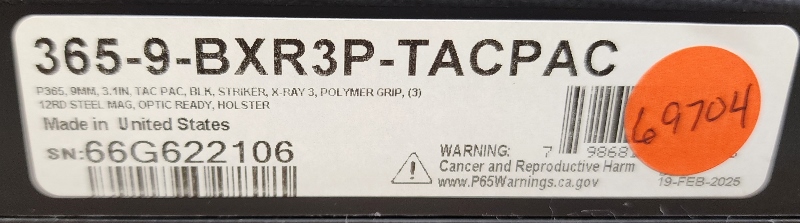 365-9-BXR3P-TACPAC
P365, 9MM, 3.1IN, TAC PAC, BLK, STRIKER, X-RAY 3, POLYMER GRIP, (3)
12RD STEEL MAG, OPTIC READY, HOLSTER
Made in United States
SN:66G622106
WARNING:
Cancer and Reproductive Harm
www.P65Warnings.ca.gov
7
69704
19-FEB-2025